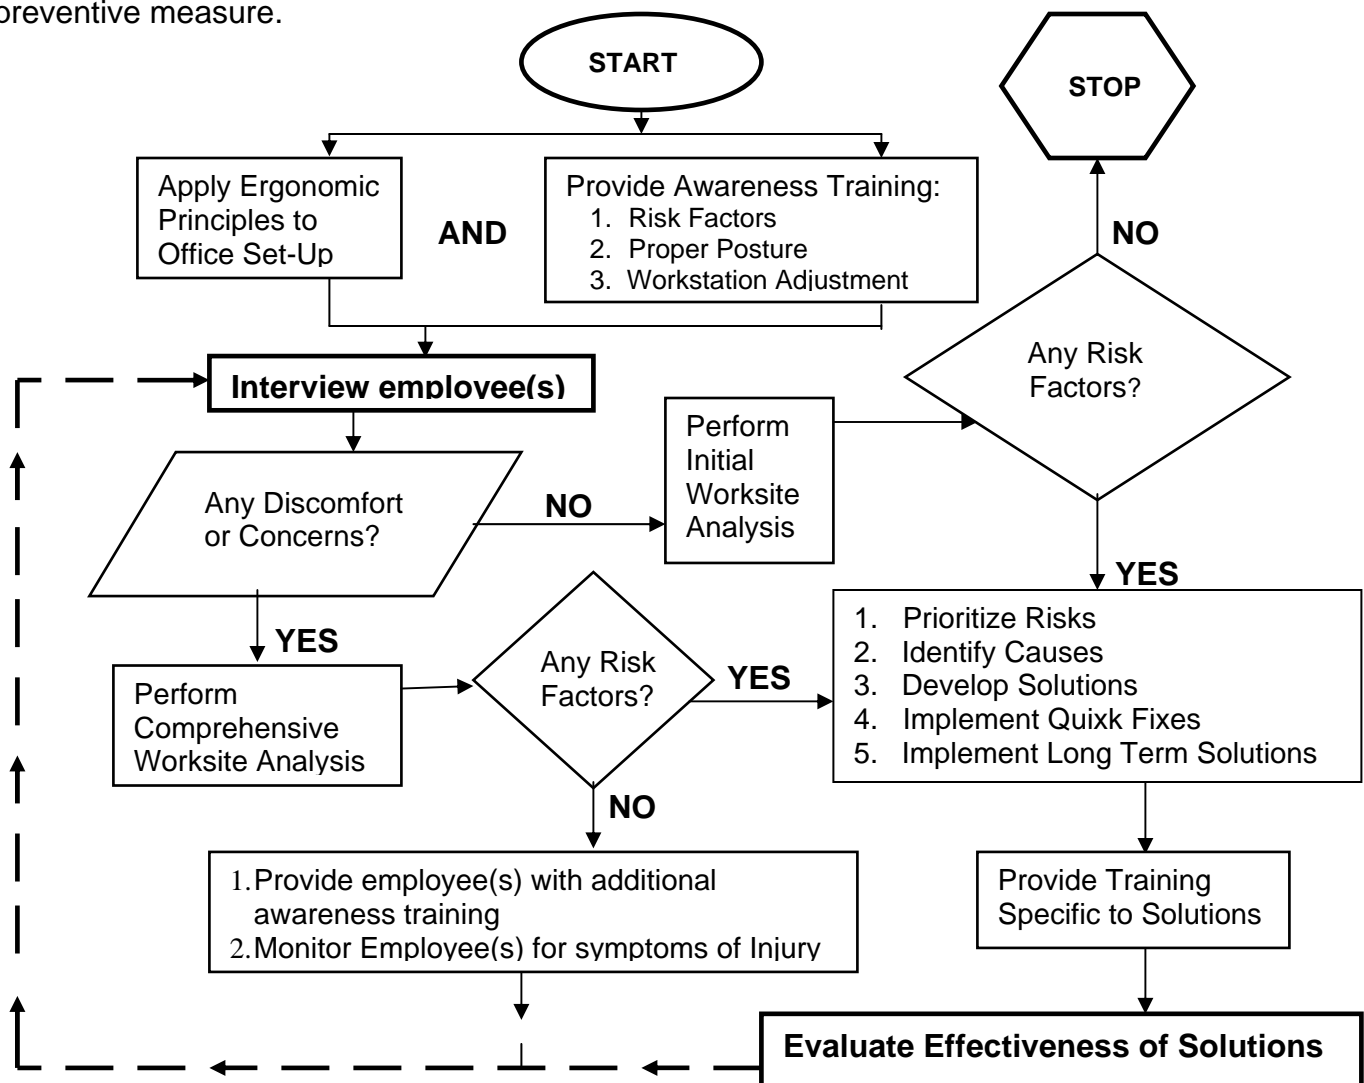 preventive measure.
START
STOP
Apply Ergonomic
Principles to
Office Set-Up
AND
Provide Awareness Training:
1. Risk Factors
2. Proper Posture
3. Workstation Adjustment
NO
Any Risk
Factors?
Interview employee(s)
Perform
Initial
Worksite
Analysis
Any Discomfort
or Concerns?
NO
YES
YES
Perform
Comprehensive
Worksite Analysis
Any Risk
Factors?
YES
1. Prioritize Risks
2. Identify Causes
3. Develop Solutions
4. Implement Quixk Fixes
5. Implement Long Term Solutions
NO
1. Provide employee(s) with additional
awareness training
2. Monitor Employee(s) for symptoms of Injury
Provide Training
Specific to Solutions
Evaluate Effectiveness of Solutions